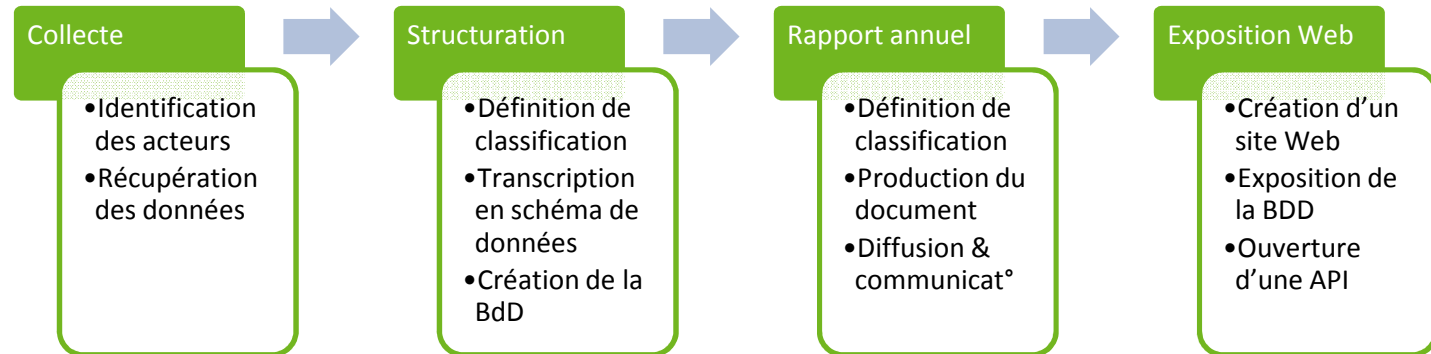 Collecte
•Identification
des acteurs
•Récupération
des données
Structuration
•Définition de
classification
•Transcription
en schéma de
données
•Création de la
BdD
Rapport annuel
•Définition de
classification
•Production du
document
•Diffusion &
communicat°
Exposition Web
•Création d’un
site Web
•Exposition de
la BDD
•Ouverture
d’une API